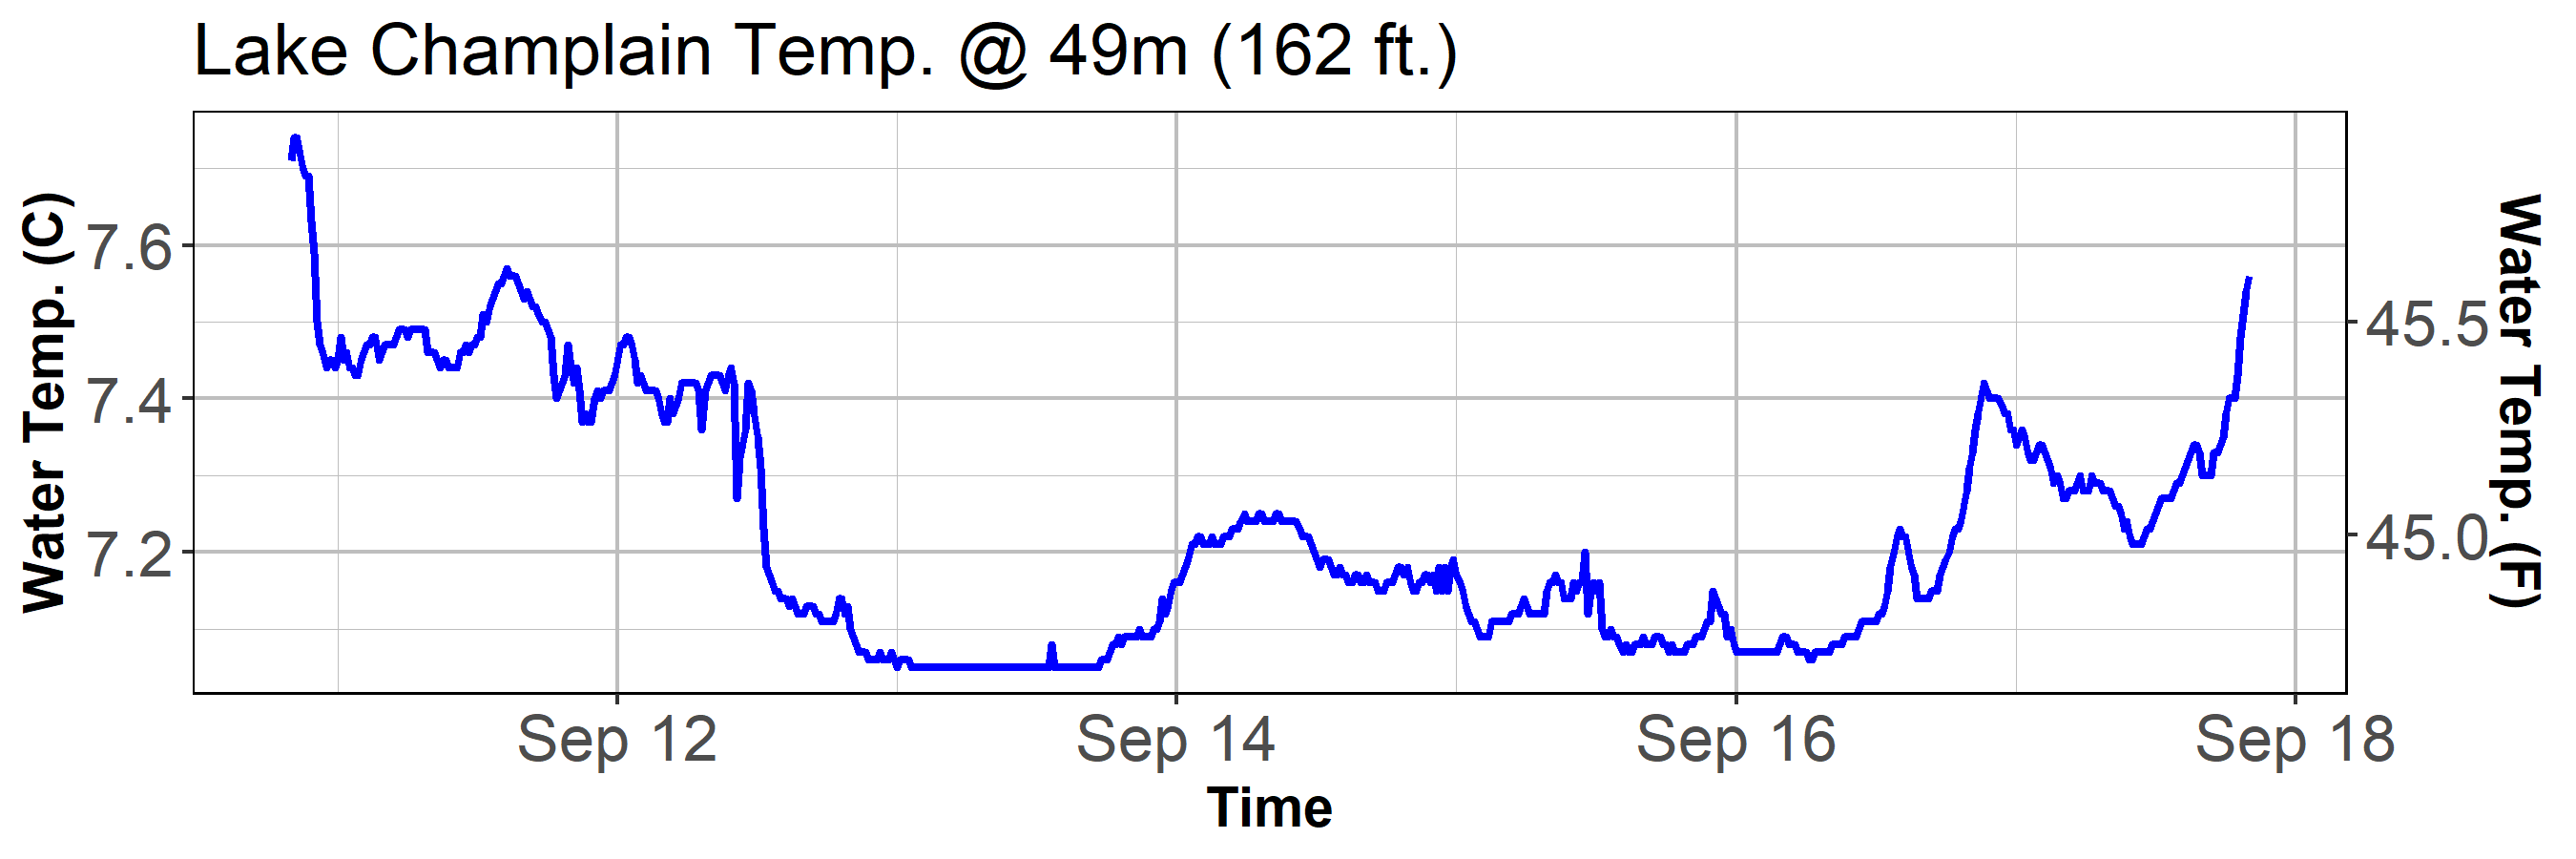 Lake Champlain Temp. @ 49m (162 ft.)
Water Temp. (C)
7.6
7.4
7.2
45.5
45.0
Water Temp. (F)
Sep 12
Sep 14
Sep 16
Sep 18
Time